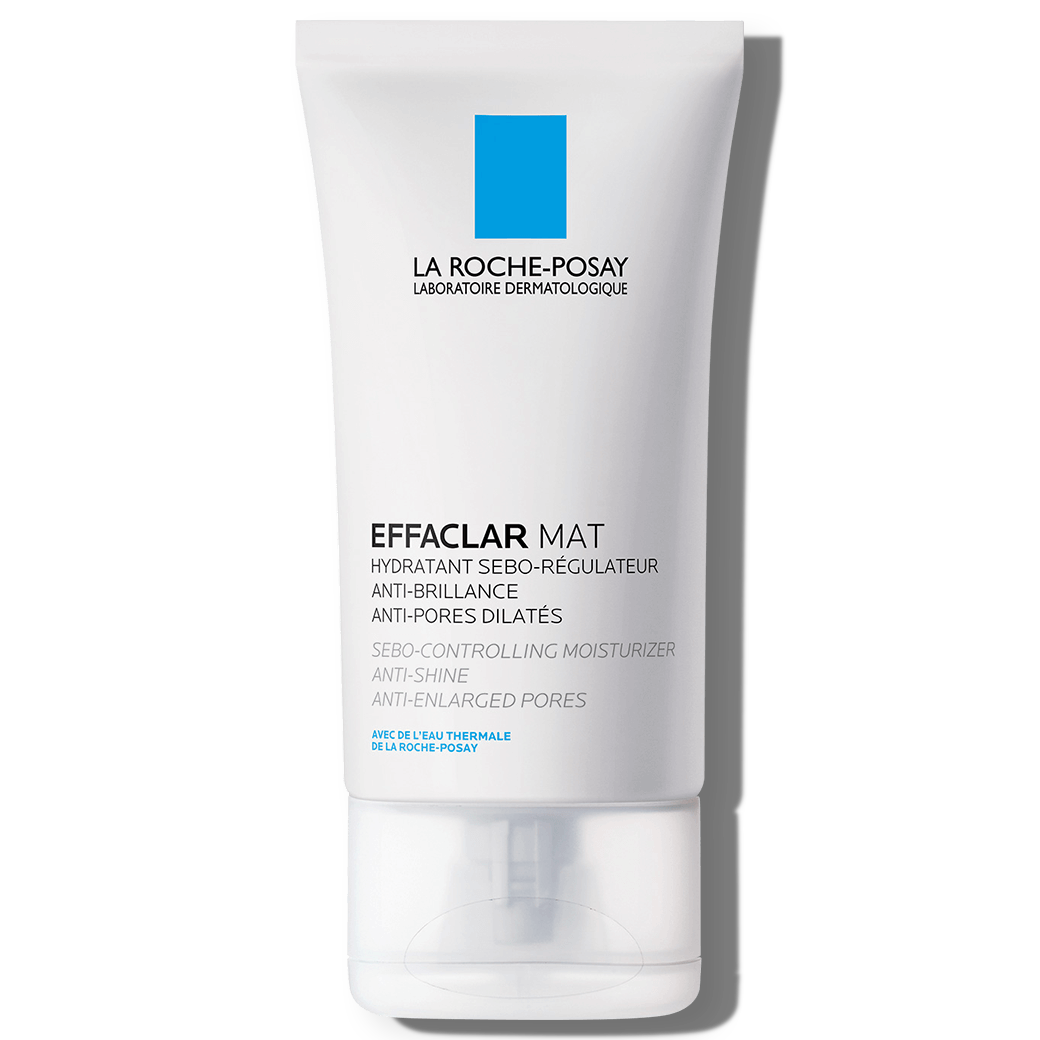 LA ROCHE-POSAY
LABORATOIRE DERMATOLOGIQUE
EFFACLAR MAT
HYDRATANT SEBO-RÉGULATEUR
ANTI-BRILLANCE
ANTI-PORES DILATÉS
SEBO-CONTROLLING MOISTURIZER
ANTI-SHINE
ANTI-ENLARGED PORES
AVEC DE L'EAU THERMALE
DE LA ROCHE-POSAY